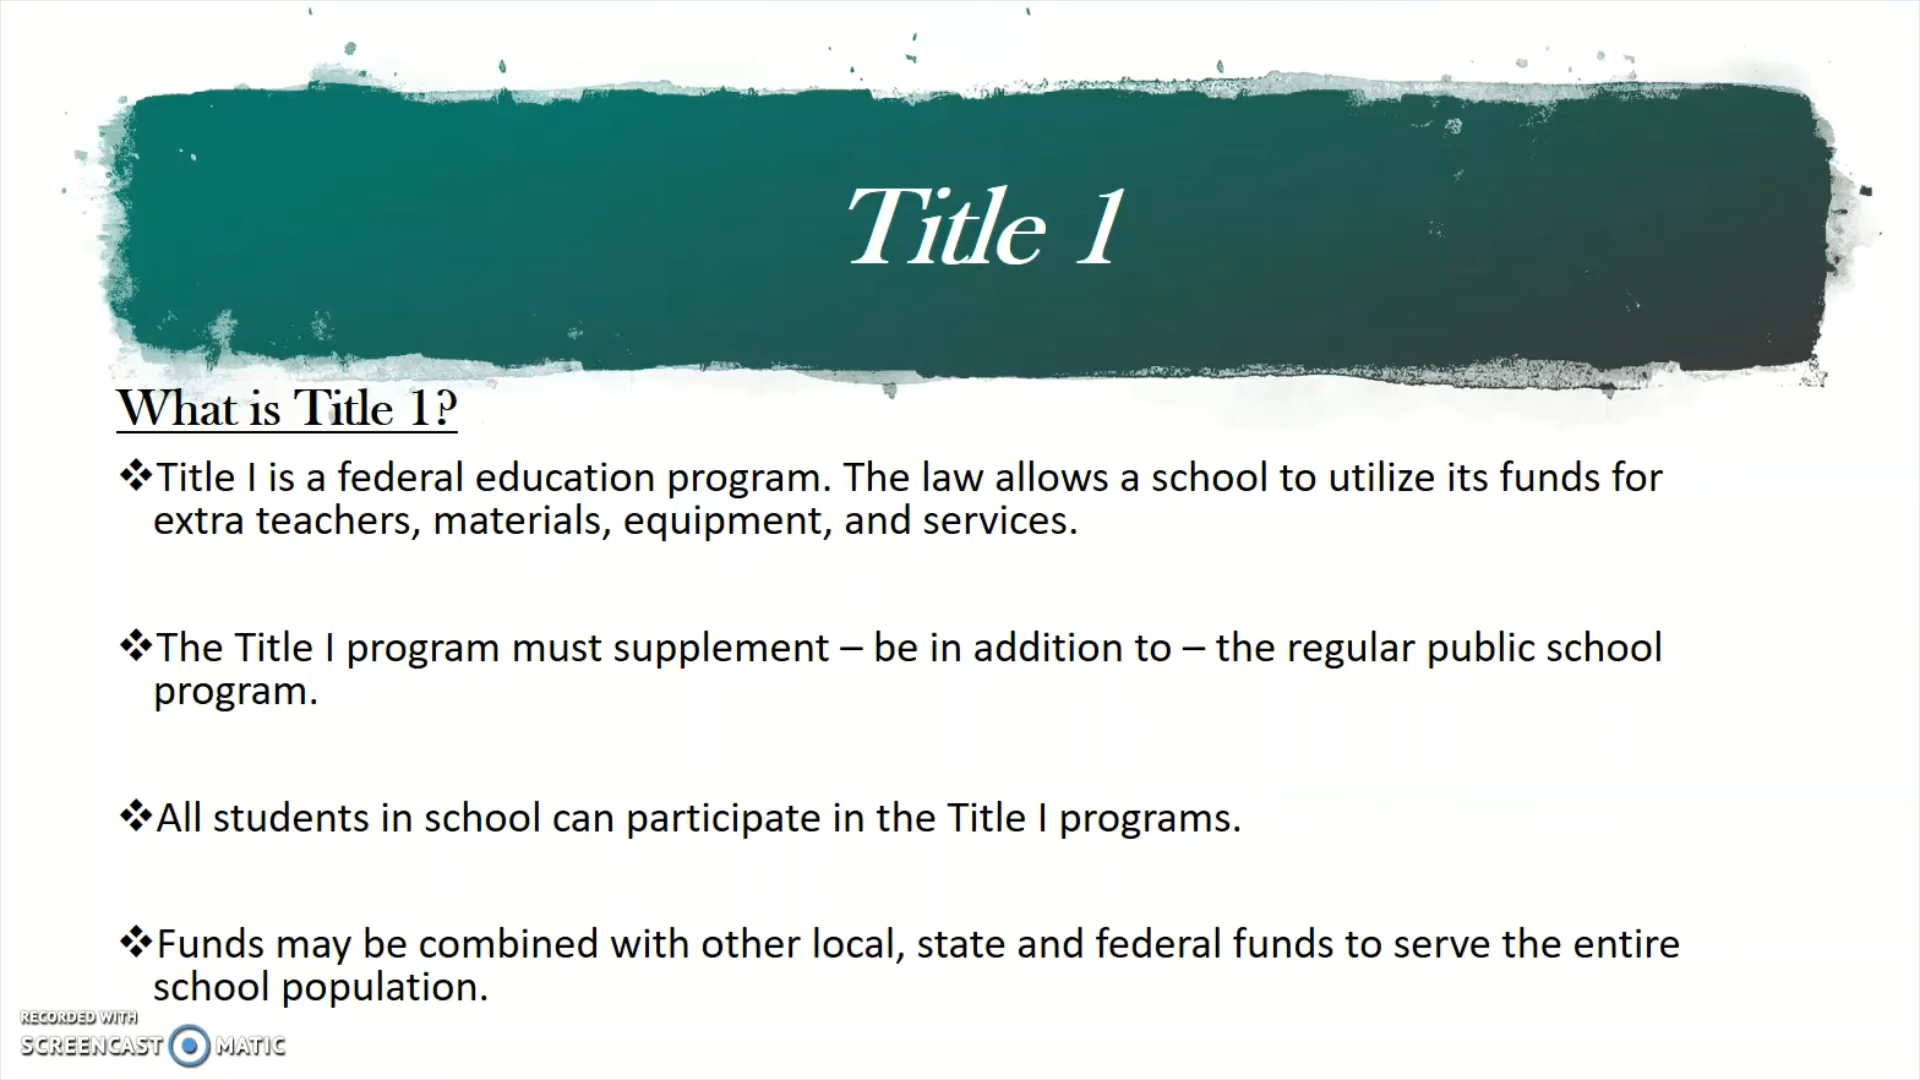 Title 1
What is Title 1?
❖Title I is a federal education program. The law allows a school to utilize its funds for
extra teachers, materials, equipment, and services.
❖The Title I program must supplement – be in addition to – the regular public school
program.
❖All students in school can participate in the Title I programs.
❖Funds may be combined with other local, state and federal funds to serve the entire
school population.
RECORDED WITH
SCREENCAST MATIC